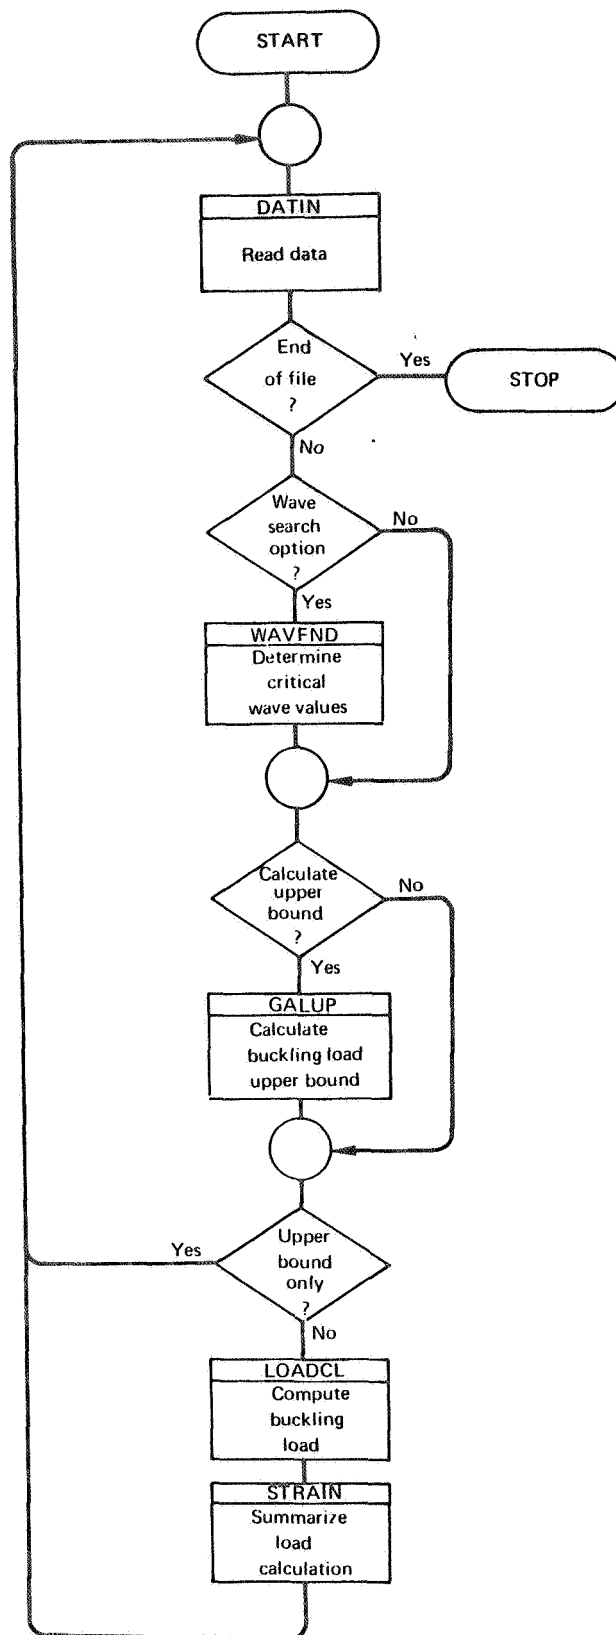 START
DATIN
Read data
End
of file
?
Yes
STOP
No
Wave
search
option
?
No
Yes
WAVFND
Determine
critical
wave values
Calculate
upper
bound
?
No
Yes
GALUP
Calculate
buckling load
upper bound
Upper
bound
only
?
Yes
No
LOADCL
Compute
buckling
load
STRAIN
Summarize
load
calculation